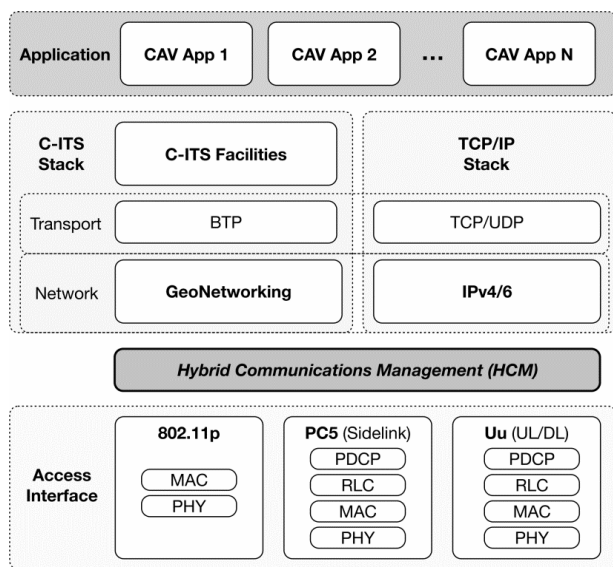 Application
CAV App 1
CAV App 2
...
CAV App N
C-ITS
Stack
C-ITS Facilities
TCP/IP
Stack
Transport
BTP
TCP/UDP
Network
GeoNetworking
IPv4/6
Hybrid Communications Management (HCM)
Access
Interface
802.11p
MAC
PHY
PC5 (Sidelink)
PDCP
RLC
MAC
PHY
Uu (UL/DL)
PDCP
RLC
MAC
PHY